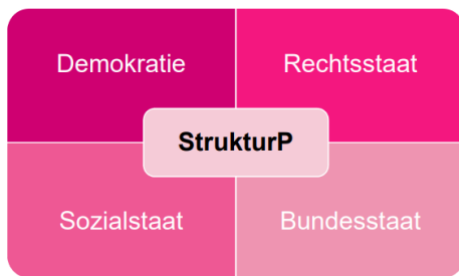 Demokratie
Rechtsstaat
StrukturP
Sozialstaat
Bundesstaat